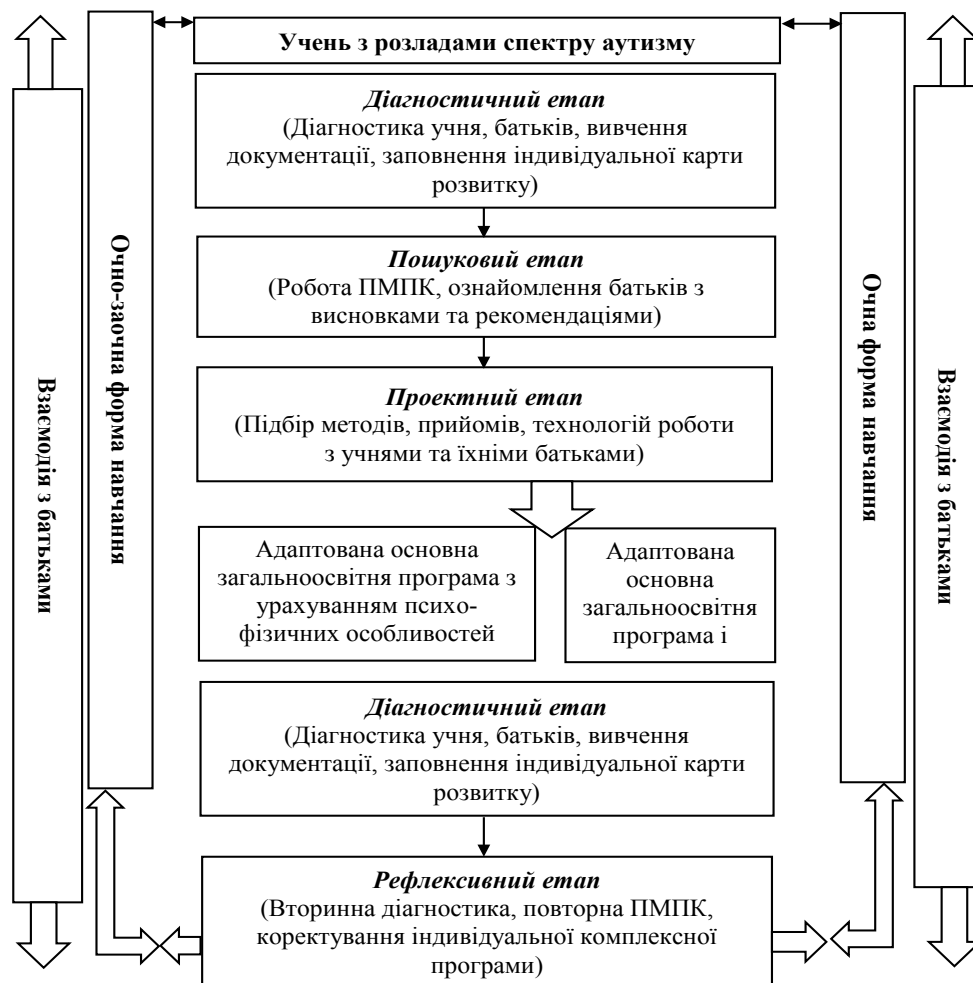 Учень з розладами спектру аутизму
Діагностичний етап
(Діагностика учня, батьків, вивчення
документації, заповнення індивідуальної карти
розвитку)
Пошуковий етап
(Робота ПМПК, ознайомлення батьків з
висновками та рекомендаціями)
Проектний етап
(Підбір методів, прийомів, технологій роботи
з учнями та їхніми батьками)
Адаптована основна
загальноосвітня програма з
урахуванням психо-
фізичних особливостей
Адаптована
основна
загальноосвітня
програма і
Діагностичний етап
(Діагностика учня, батьків, вивчення
документації, заповнення індивідуальної карти
розвитку)
Рефлексивний етап
(Вторинна діагностика, повторна ПМПК,
коректування індивідуальної комплексної
програми)
Взаємодія з батьками
Очно-заочна форма навчання
Очна форма навчання
Взаємодія з батьками